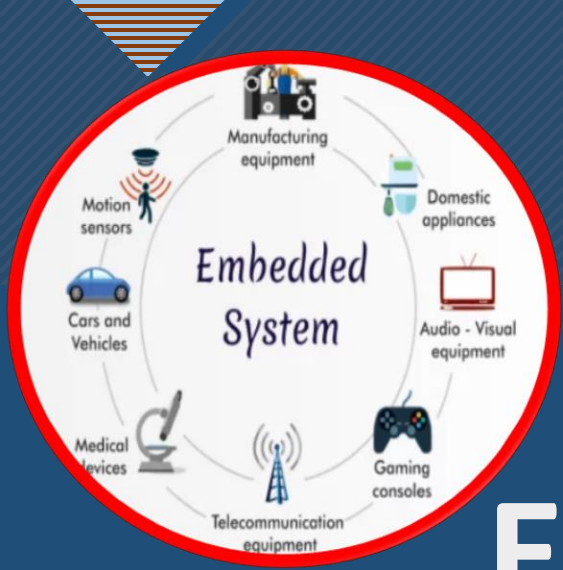 Manufacturing
equipment
Domestic
appliances
Motion
sensors
Embedded
System
Cars and
Vehicles
Audio - Visual
equipment
Medical
Gaming
consoles
Telecommunication
equipment